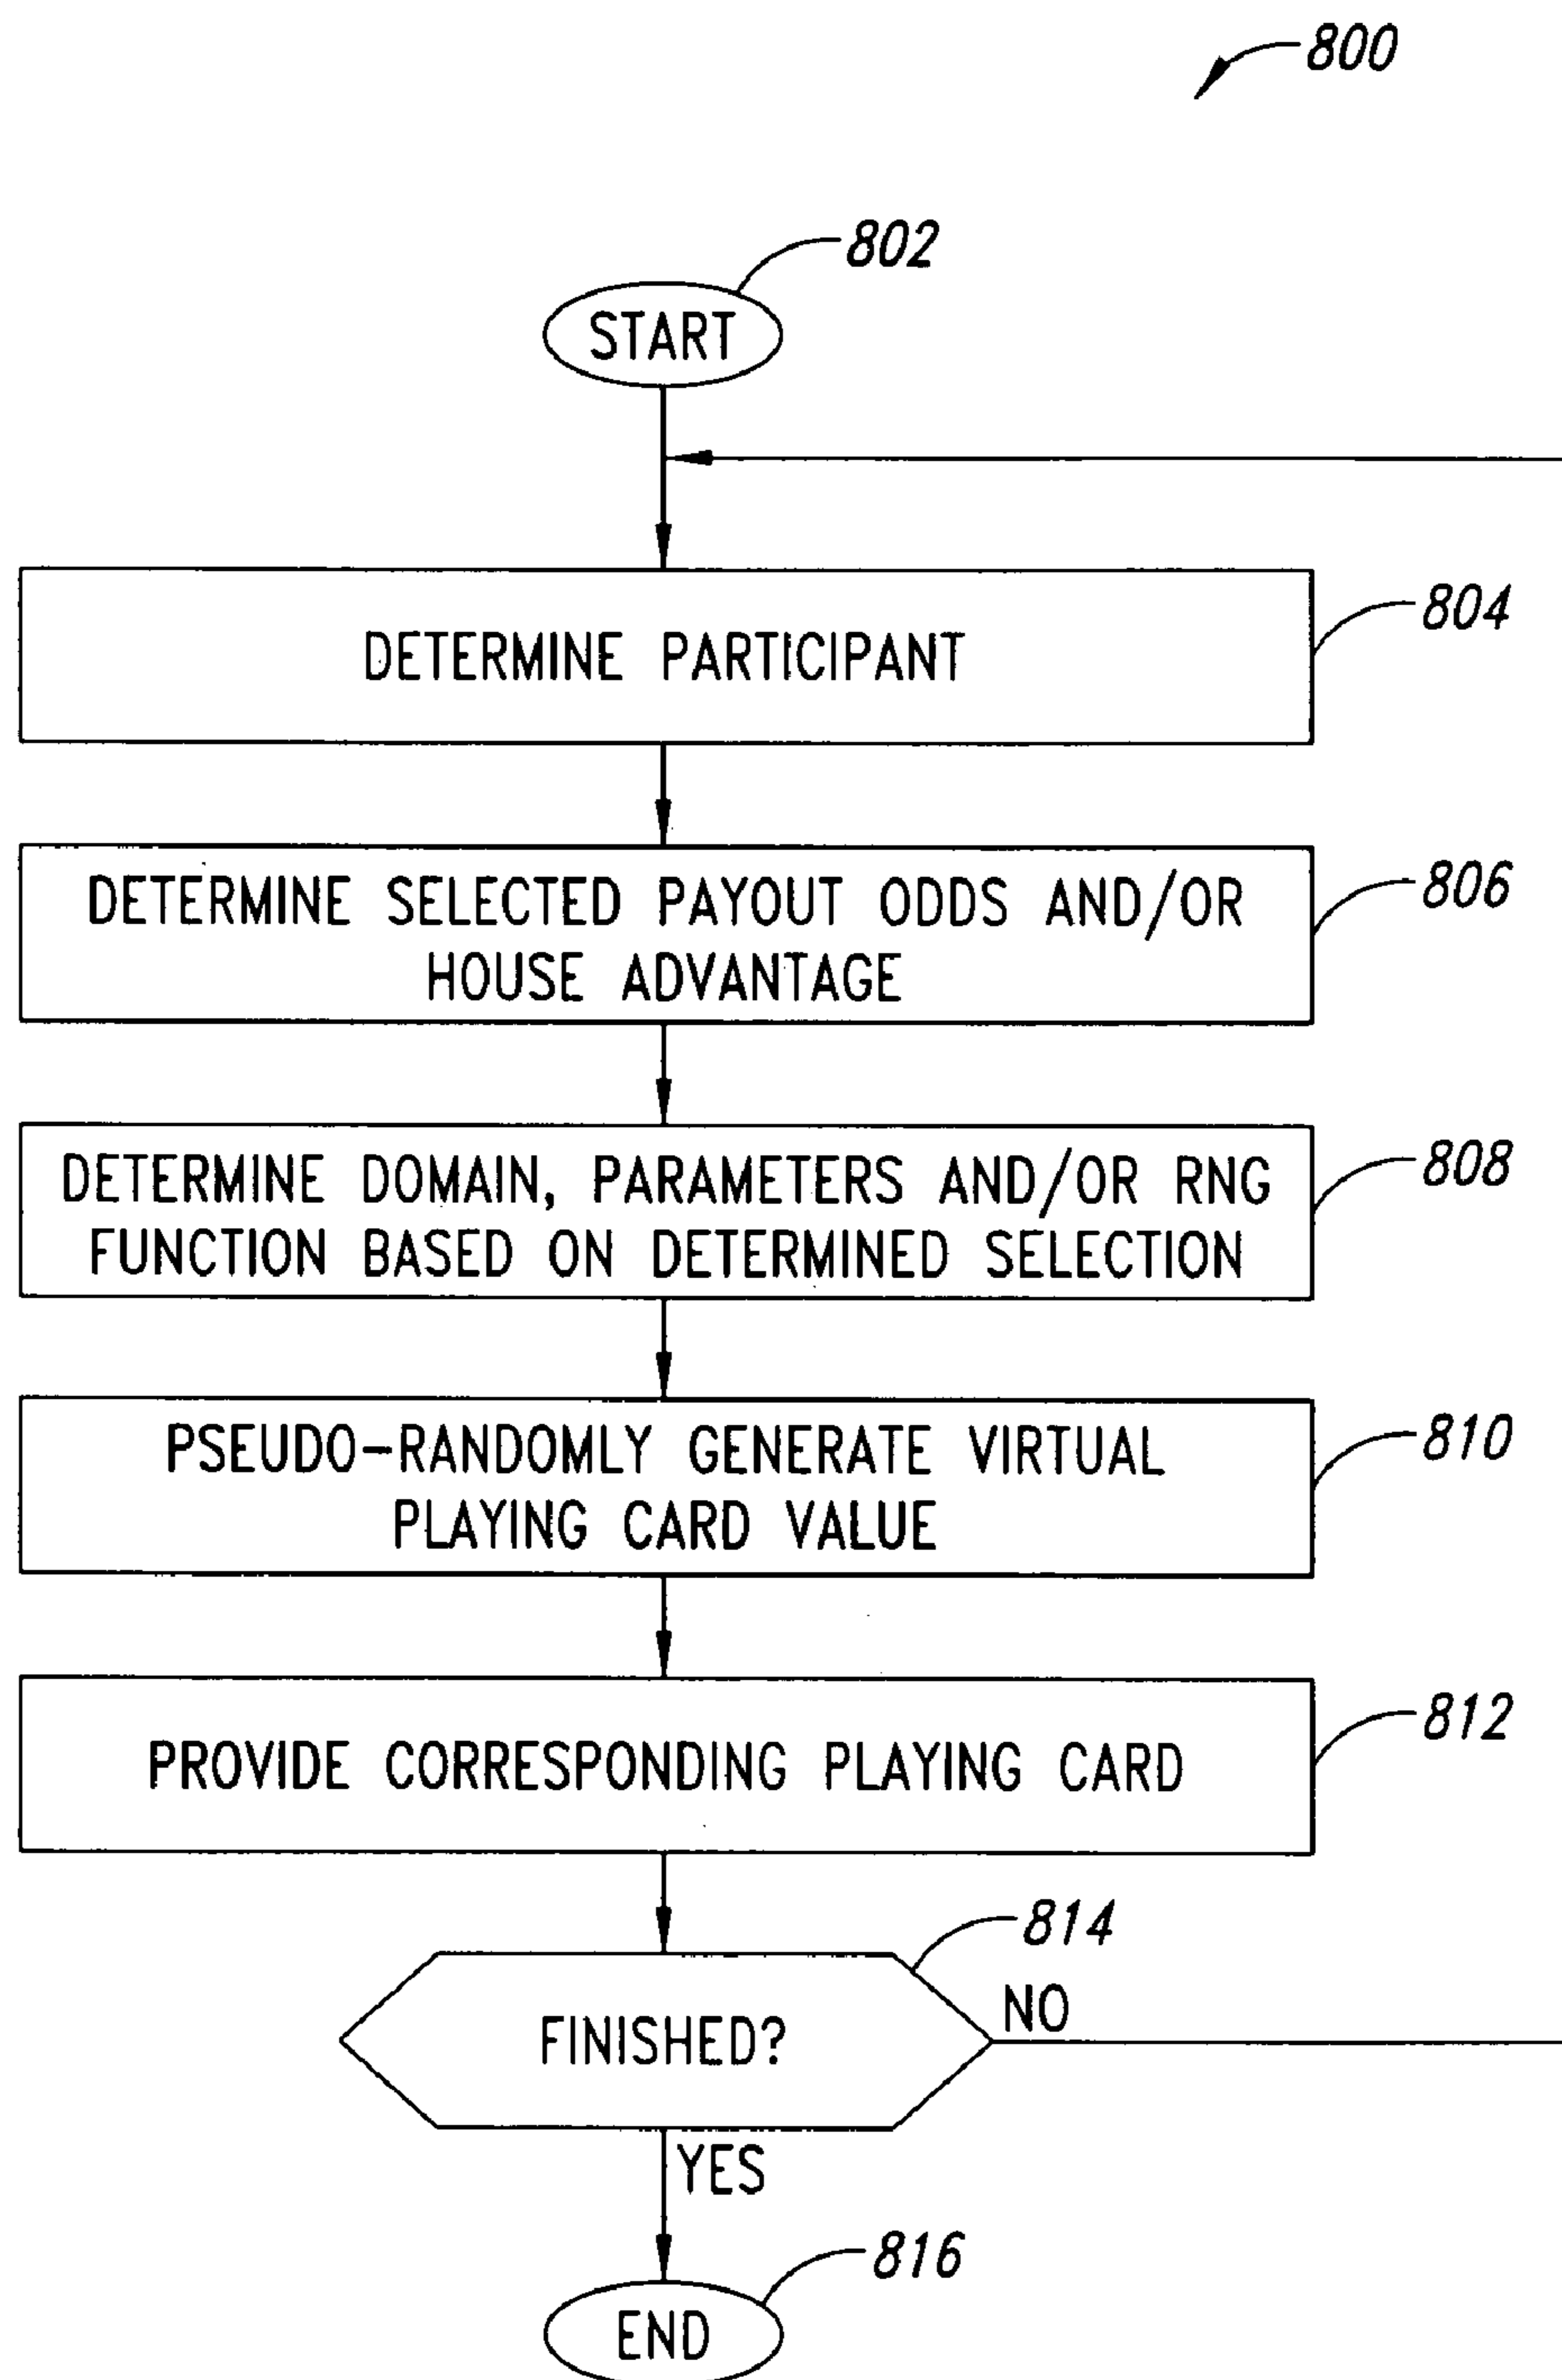 800
802
START
804
DETERMINE PARTICIPANT
806
DETERMINE SELECTED PAYOUT ODDS AND/OR
HOUSE ADVANTAGE
808
DETERMINE DOMAIN, PARAMETERS AND/OR RNG
FUNCTION BASED ON DETERMINED SELECTION
810
PSEUDO-RANDOMLY GENERATE VIRTUAL
PLAYING CARD VALUE
812
PROVIDE CORRESPONDING PLAYING CARD
814
FINISHED?
NO
YES
816
END